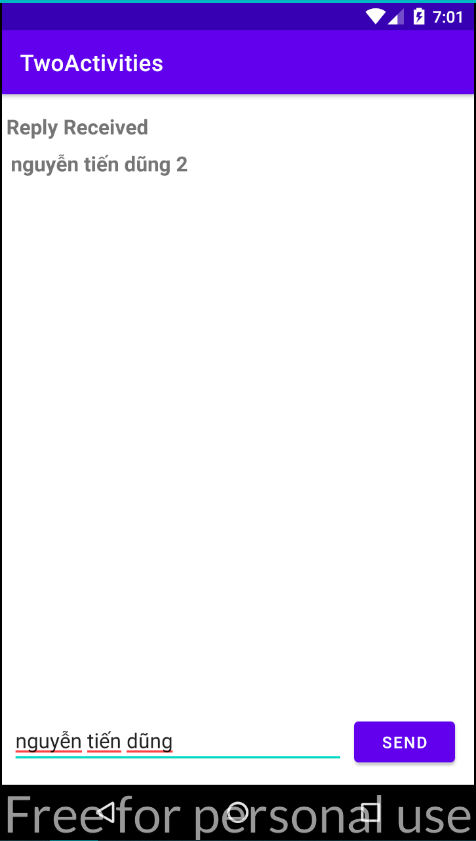 7:01
TwoActivities
Reply Received
nguyễn tiến dũng 2
nguyễn tiến dũng
SEND
Free for personal use